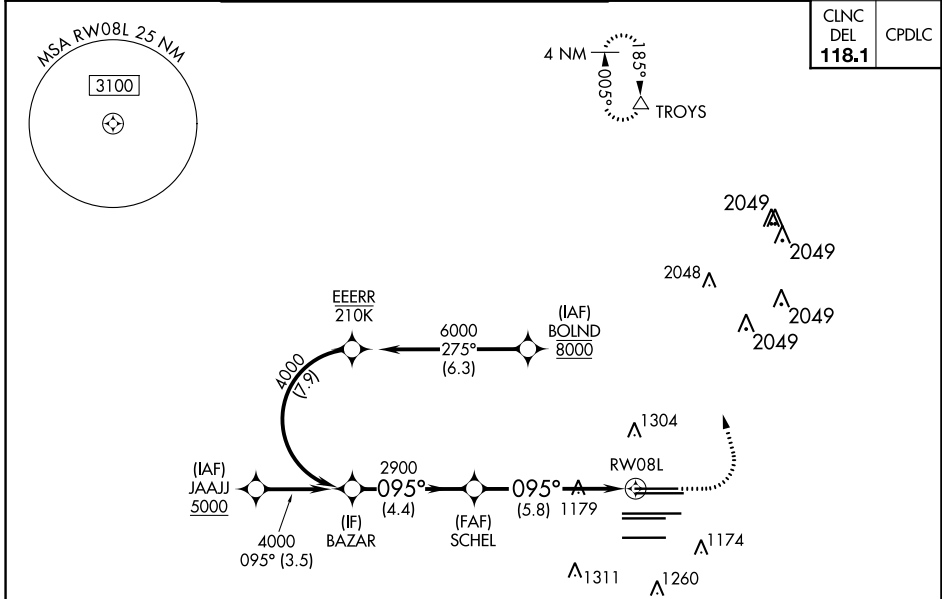 MSA RW08L 25 NM
3100
4 NM
185°
005°
TROYS
CLNC
DEL
118.1
CPDLC
2049
2049
2048
2049
2049
EEERR
210K
6000
275°
(6.3)
(IAF)
BOLND
8000
4000
(7.9)
1304
(IAF)
JAAJJ
5000
4000
095° (3.5)
(IF)
BAZAR
2900
095°
(4.4)
(FAF)
SCHEL
095°
(5.8)
1179
RW08L
1174
1311
1260